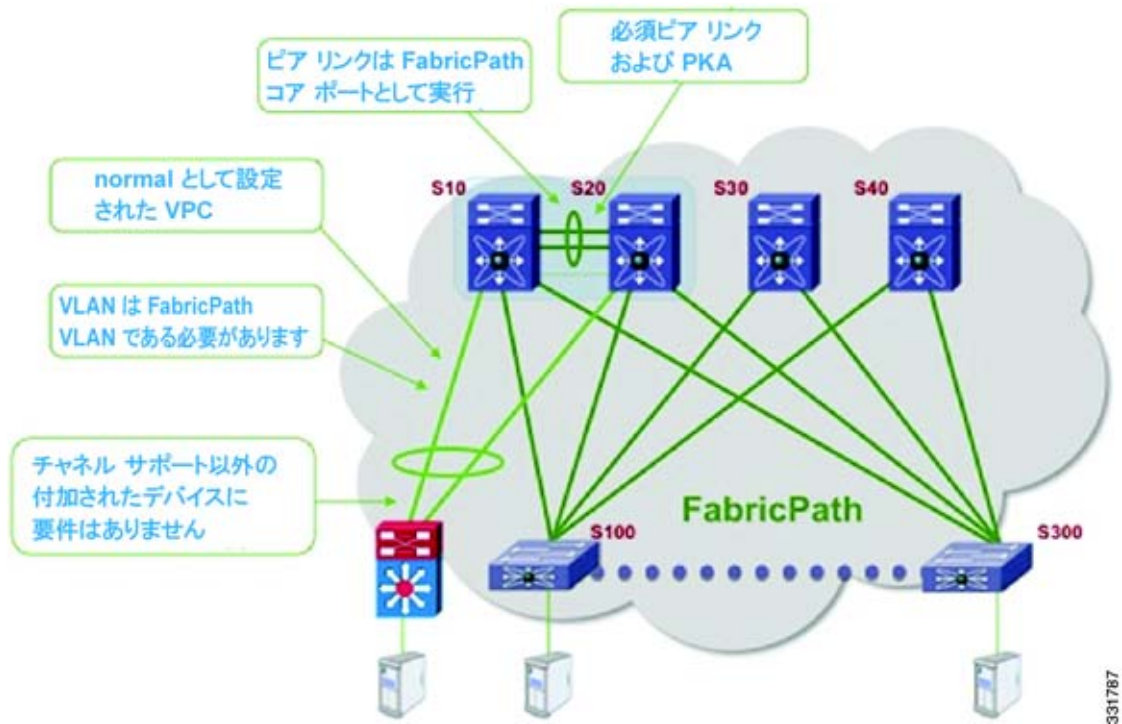 ピア リンクは FabricPath
コア ポートとして実行
必須ピア リンク
および PKA
normal として設定
された VPC
S10
S20
S30
S40
VLAN は FabricPath
VLAN である必要があります
チャネル サポート以外の
付加されたデバイスに
要件はありません
FabricPath
S100
S300
331787